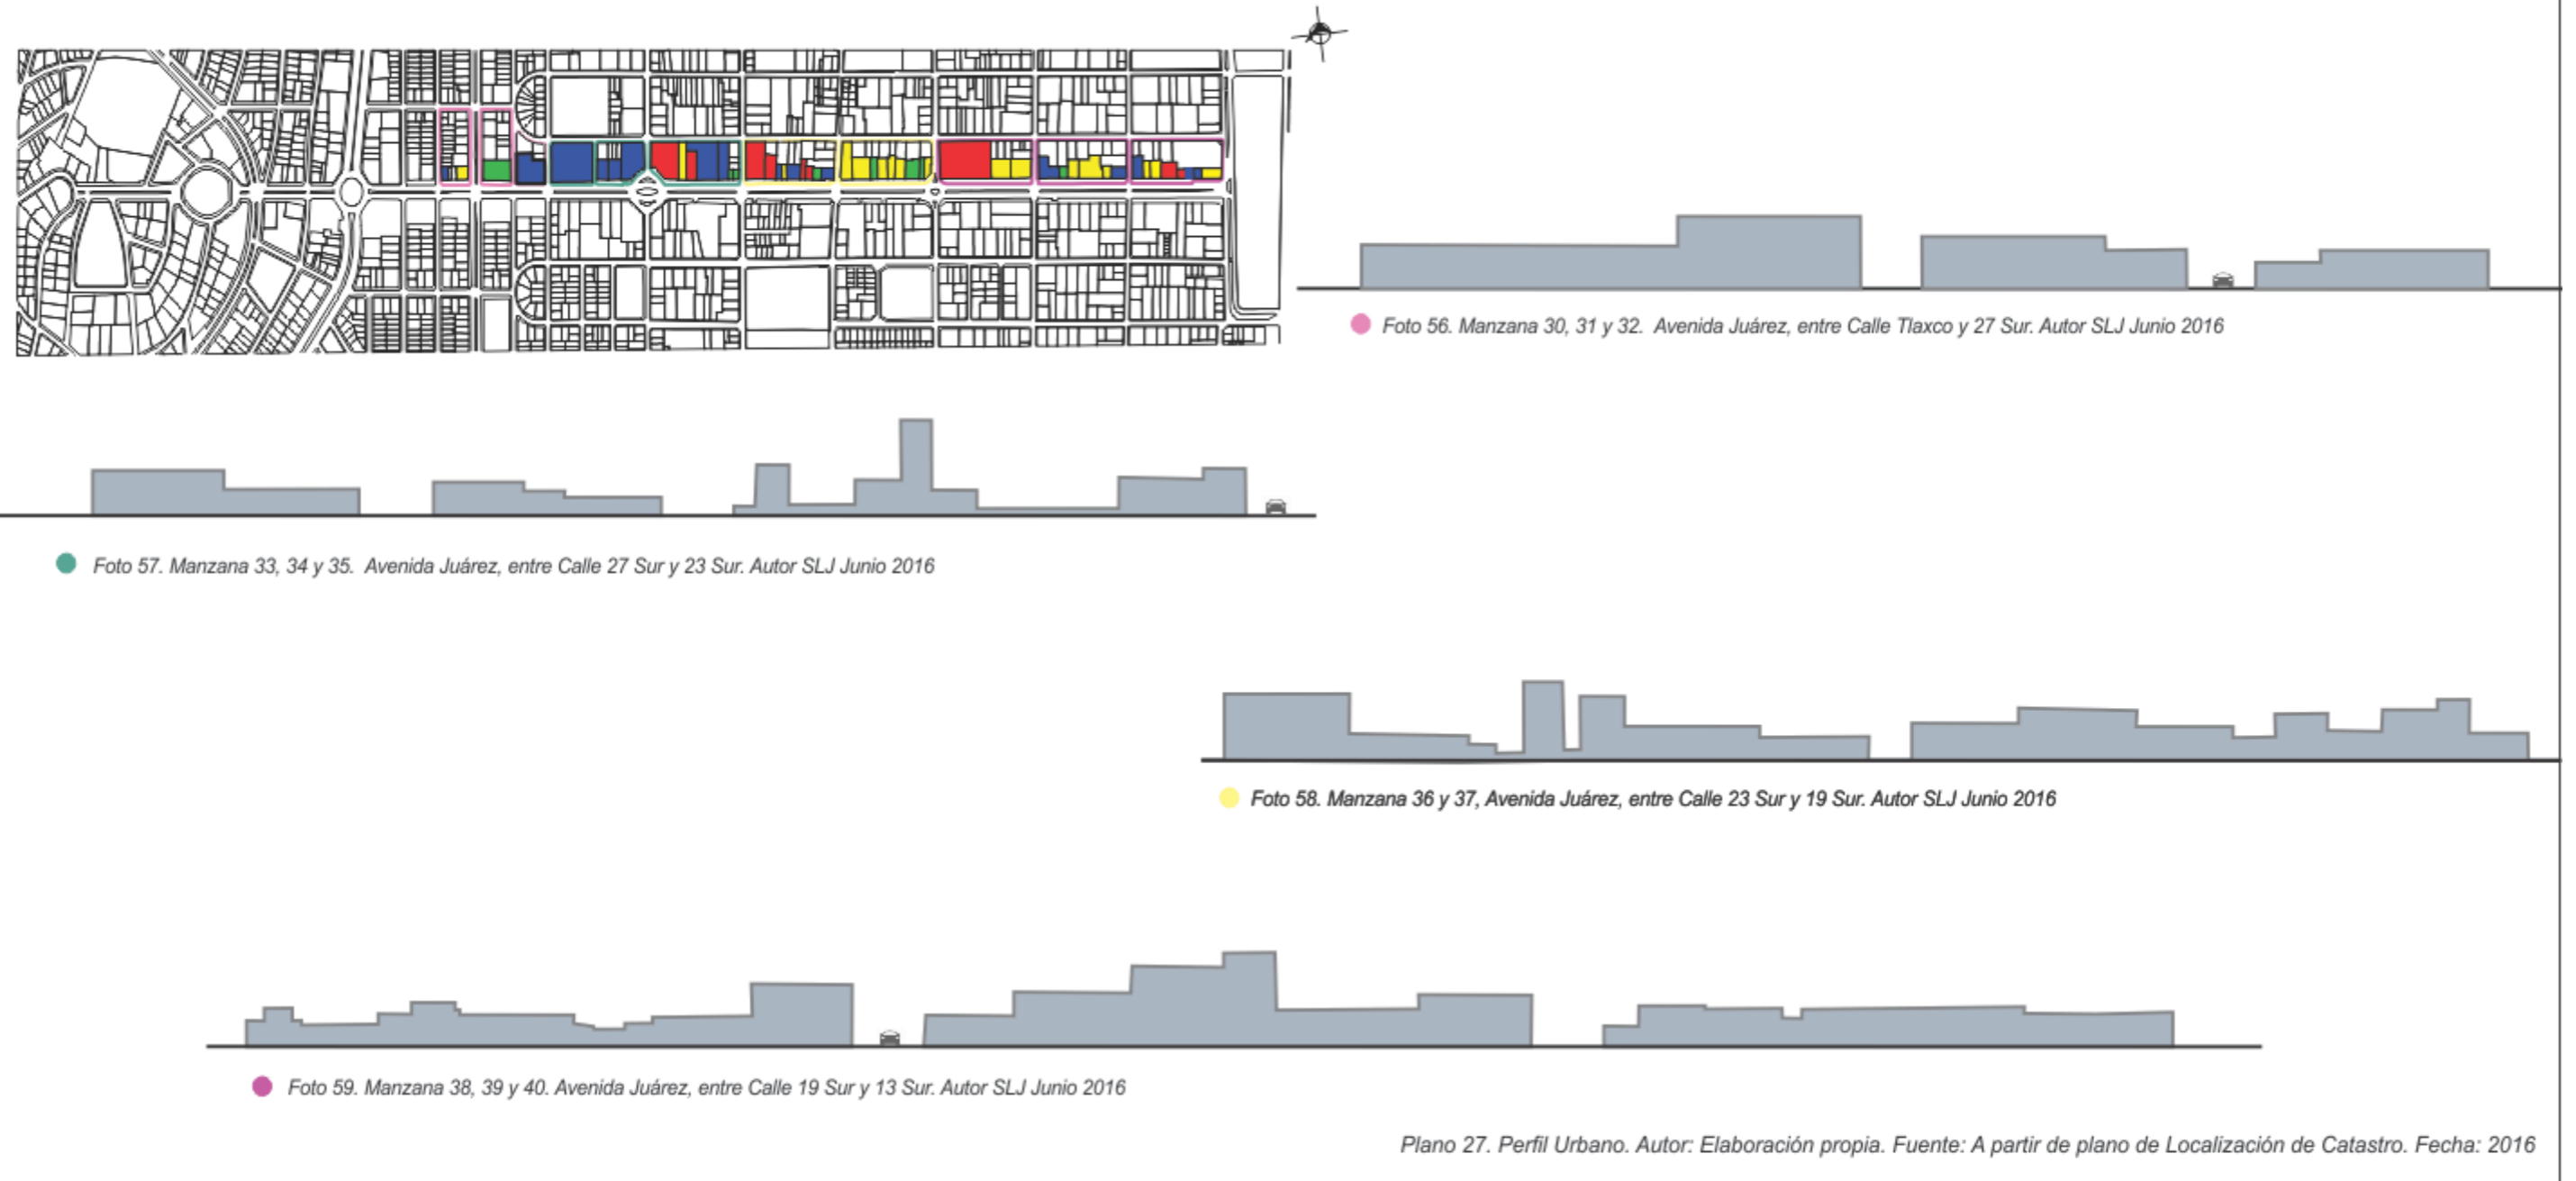 Foto 56. Manzana 30, 31 y 32. Avenida Juárez, entre Calle Tlaxco y 27 Sur. Autor SLJ Junio 2016
Foto 57. Manzana 33, 34 y 35. Avenida Juárez, entre Calle 27 Sur y 23 Sur. Autor SLJ Junio 2016
Foto 58. Manzana 36 y 37, Avenida Juárez, entre Calle 23 Sur y 19 Sur. Autor SLJ Junio 2016
Foto 59. Manzana 38, 39 y 40. Avenida Juárez, entre Calle 19 Sur y 13 Sur. Autor SLJ Junio 2016
Plano 27. Perfil Urbano. Autor: Elaboración propia. Fuente: A partir de plano de Localización de Catastro. Fecha: 2016